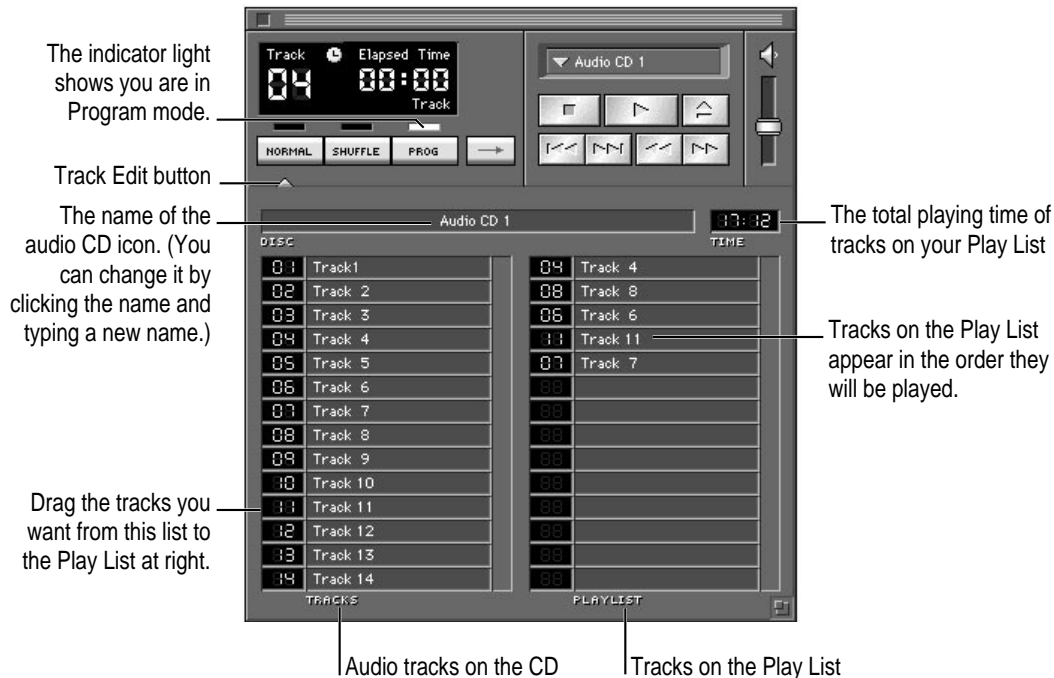 The indicator light
shows you are in
Program mode.
Track Edit button
The name of the
audio CD icon. (You
can change it by
clicking the name and
typing a new name.)
Drag the tracks you
want from this list to
the Play List at right.
Track Elapsed Time
04 00:00
Track
NORMAL SHUFFLE PROG
Audio CD 1
Audio CD 1 17:12
DISC TIME
01 Track1
02 Track 2
03 Track 3
04 Track 4
05 Track 5
06 Track 6
07 Track 7
08 Track 8
09 Track 9
10 Track 10
11 Track 11
12 Track 12
13 Track 13
14 Track 14
TRACKS
04 Track 4
08 Track 8
06 Track 6
11 Track 11
07 Track 7
PLAYLIST
The total playing time of
tracks on your Play List
Tracks on the Play List
appear in the order they
will be played.
Audio tracks on the CD
Tracks on the Play List